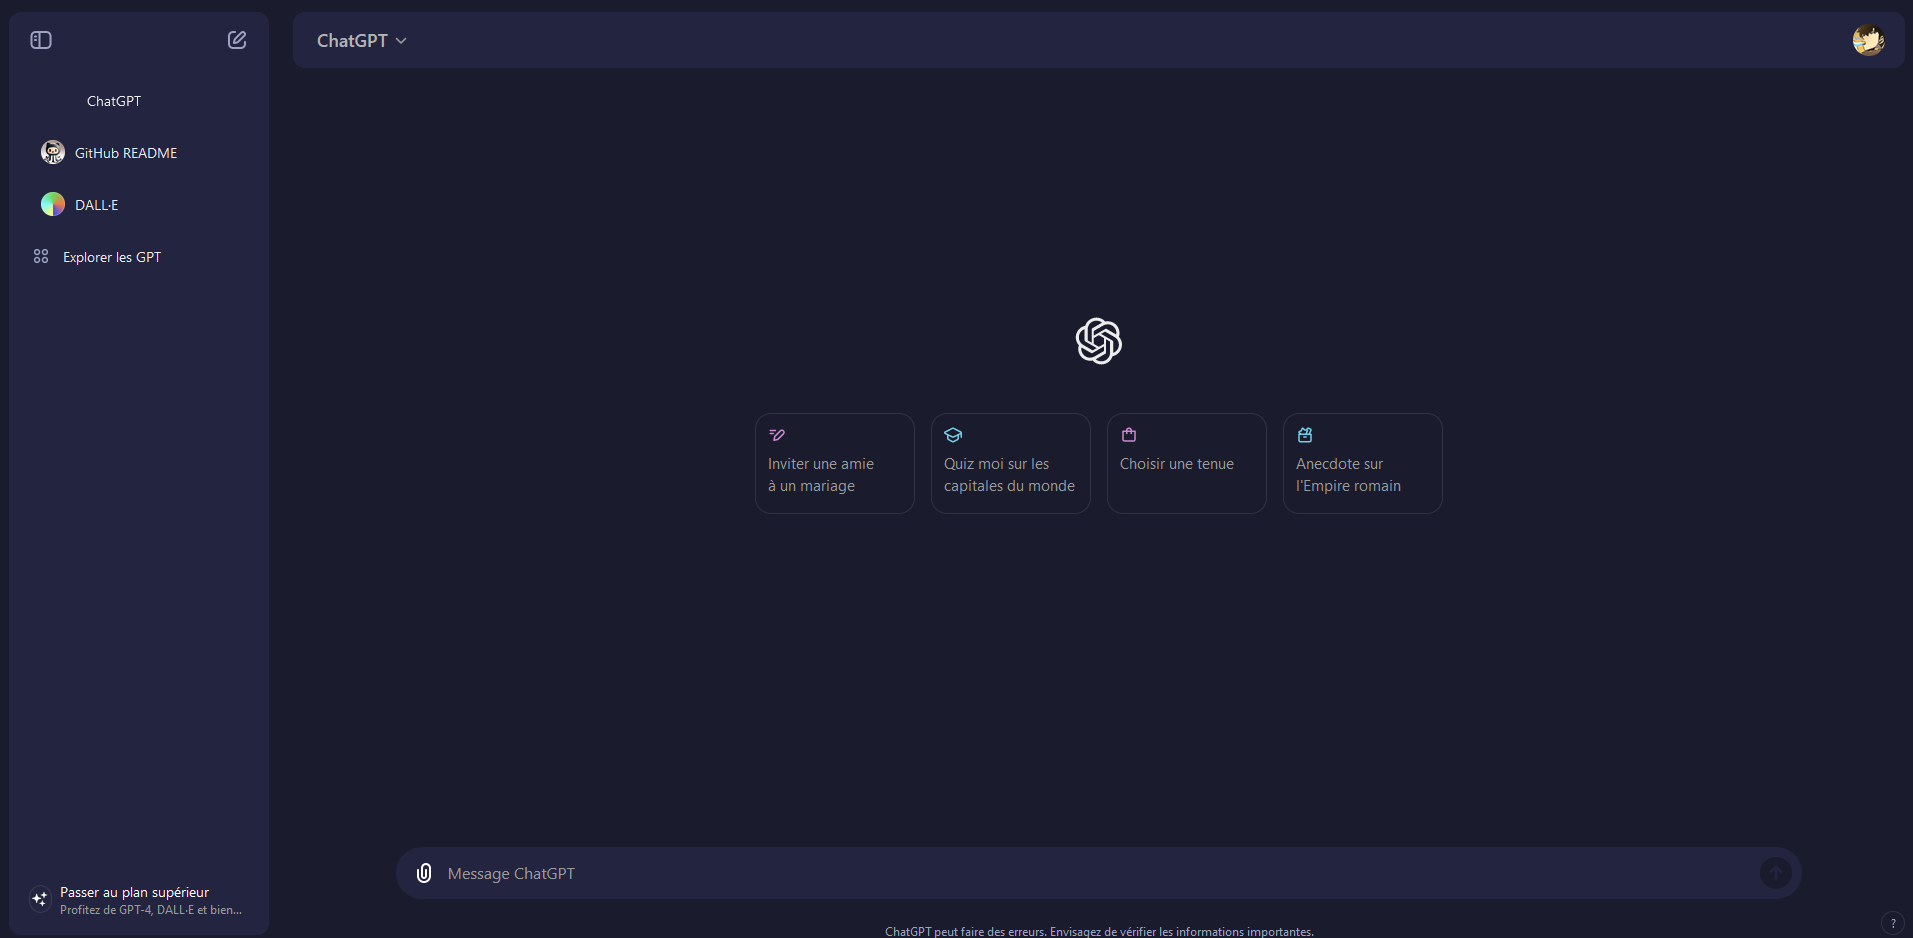 ChatGPT
ChatGPT
GitHub README
DALL·E
Explorer les GPT
Inviter une amie
à un mariage
Quiz moi sur les
capitales du monde
Choisir une tenue
Anecdote sur
l'Empire romain
Message ChatGPT
Passer au plan supérieur
Profitez de GPT-4, DALL·E et bien...
ChatGPT peut faire des erreurs. Envisagez de vérifier les informations importantes.
?